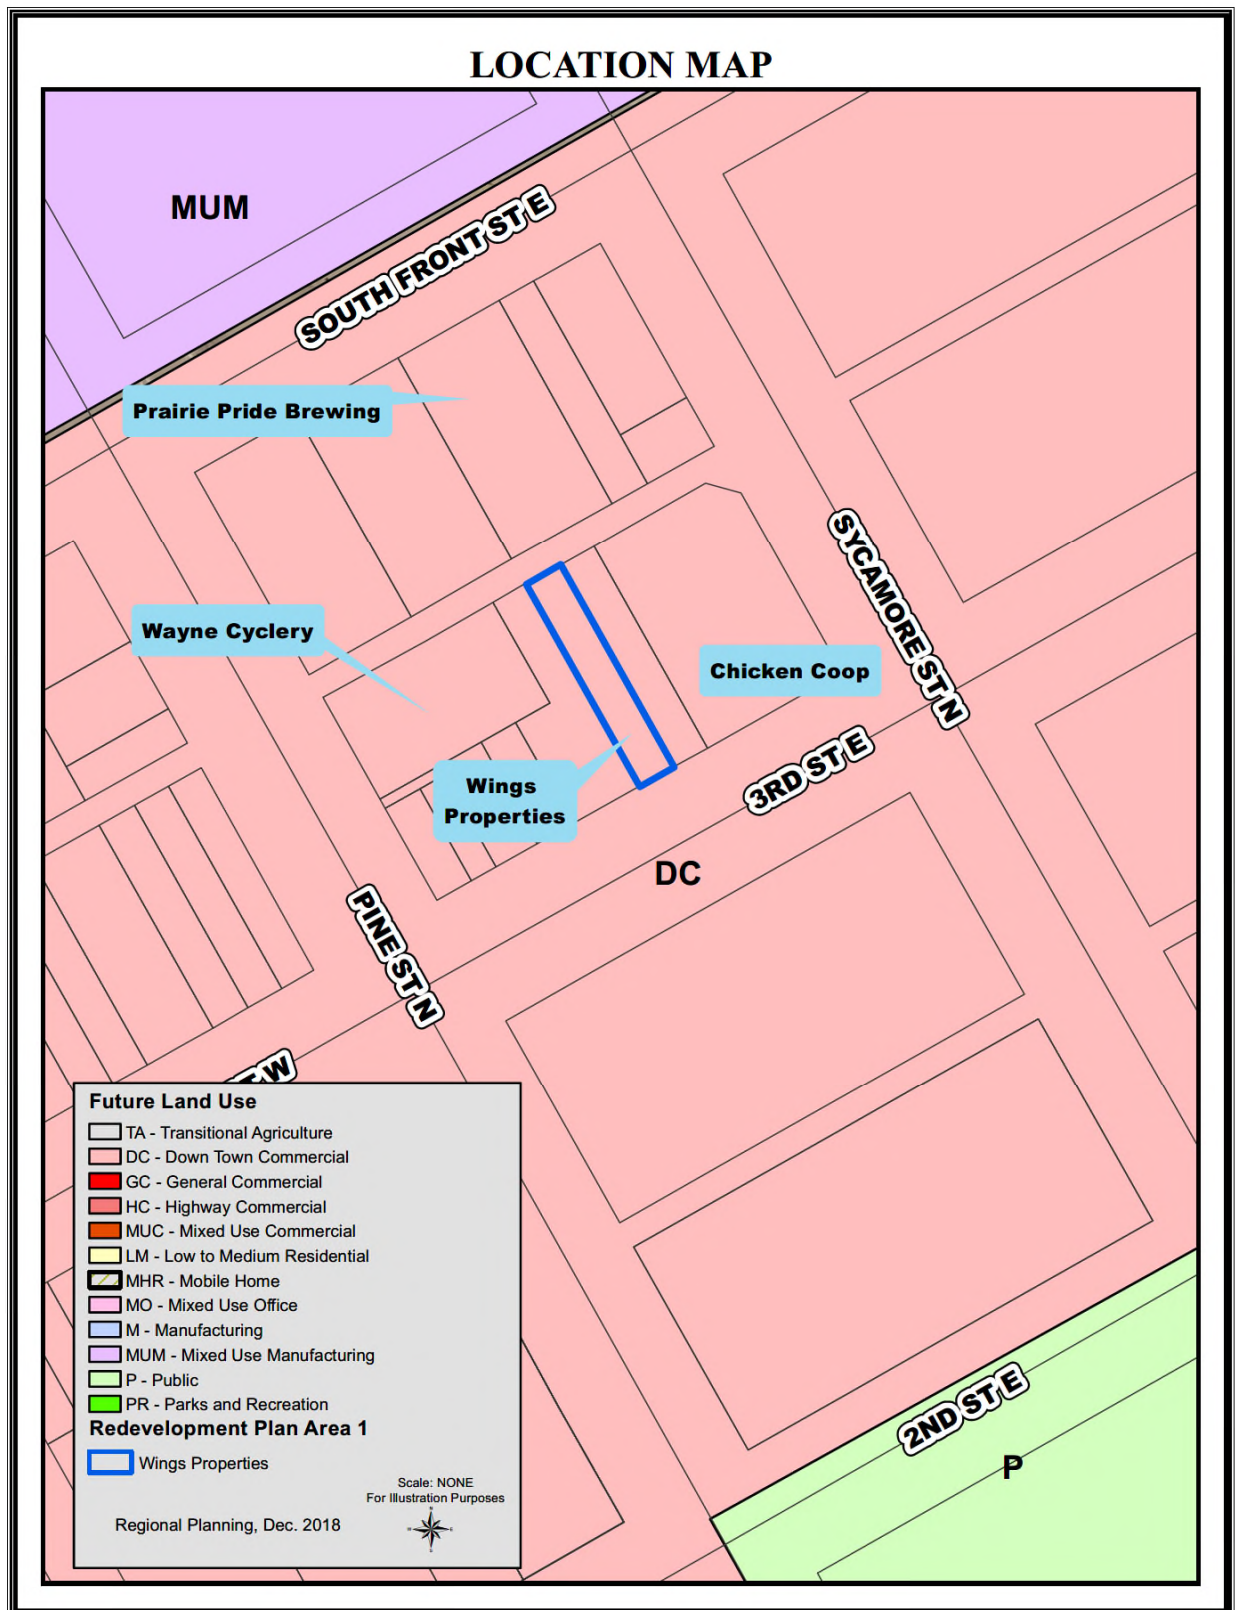 LOCATION MAP
MUM
SOUTH FRONT ST E
Prairie Pride Brewing
SYCAMORE ST N
Wayne Cyclery
Chicken Coop
Wings
Properties
3RD ST E
DC
PINE ST N
ST W
Future Land Use
TA - Transitional Agriculture
DC - Down Town Commercial
GC - General Commercial
HC - Highway Commercial
MUC - Mixed Use Commercial
LM - Low to Medium Residential
MHR - Mobile Home
MO - Mixed Use Office
M - Manufacturing
MUM - Mixed Use Manufacturing
P - Public
PR - Parks and Recreation
Redevelopment Plan Area 1
Wings Properties
Scale: NONE
For Illustration Purposes
Regional Planning, Dec. 2018
2ND ST E
P